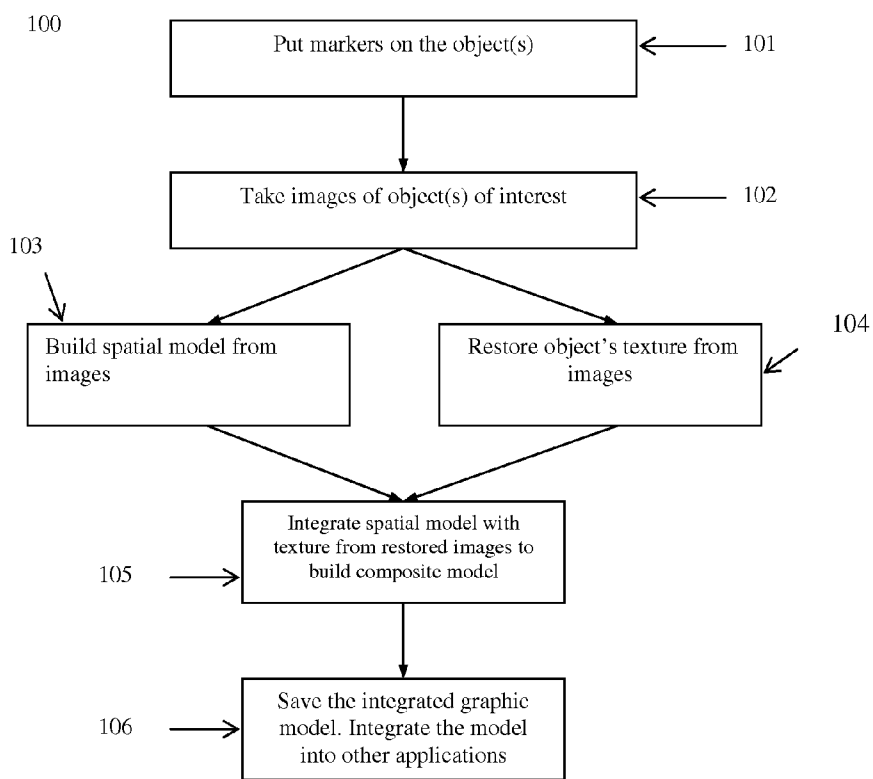 100
Put markers on the object(s)
101
Take images of object(s) of interest
102
103
Build spatial model from
images
Restore object's texture from
images
104
Integrate spatial model with
texture from restored images to
build composite model
105
Save the integrated graphic
model. Integrate the model
into other applications
106